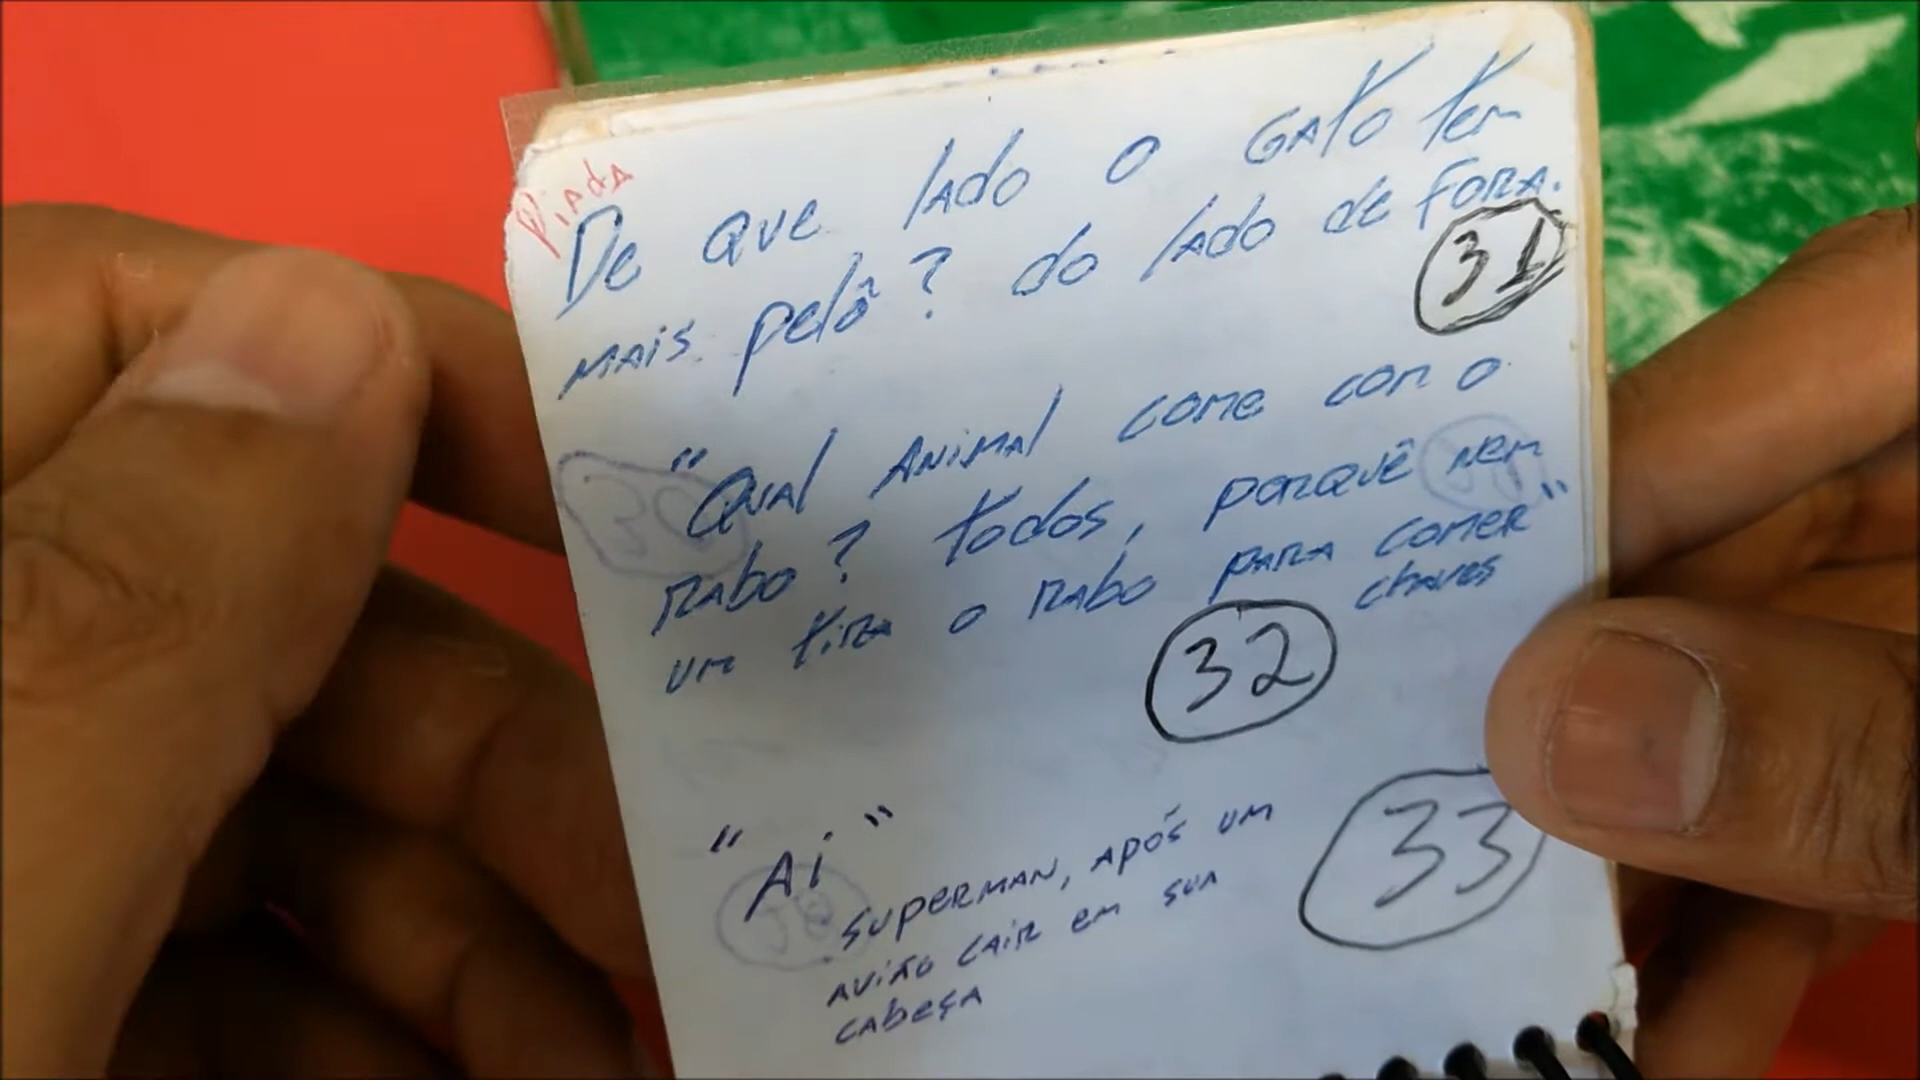 Piada
De que lado o GATO tem
mais pelô? do lado de FORA.
31
"Qual Animal come com o
Rabo? todos, porquê nem
um tira o Rabo para comer"
chaves
32
"Ai"
33
SUPERMAN, APÓS UM
AVIÃO CAIR em SUA
CABEÇA